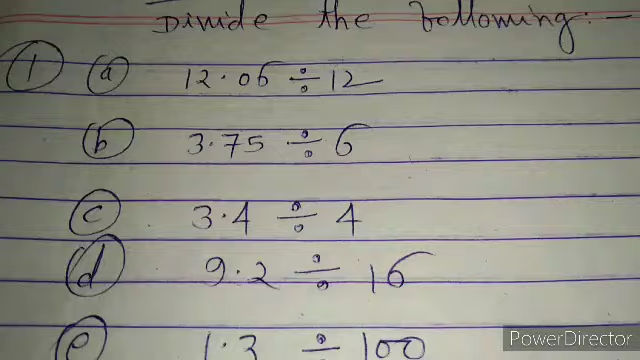 Divide the following:-
1 a 12.06 ÷ 12
b 3.75 ÷ 6
c 3.4 ÷ 4
d 9.2 ÷ 16
e 1.3 ÷ 100
PowerDirector